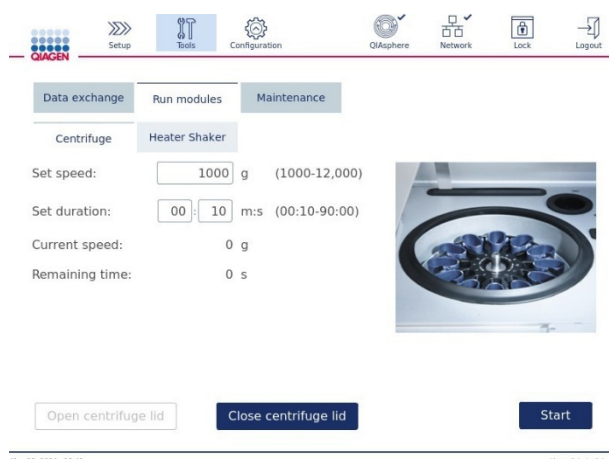 QIAGEN
Setup
Tools
Configuration
QIAsphere
Network
Lock
Logout
Data exchange
Run modules
Maintenance
Centrifuge
Heater Shaker
Set speed: 1000 g (1000-12,000)
Set duration: 00 : 10 m:s (00:10-90:00)
Current speed: 0 g
Remaining time: 0 s
Open centrifuge lid
Close centrifuge lid
Start